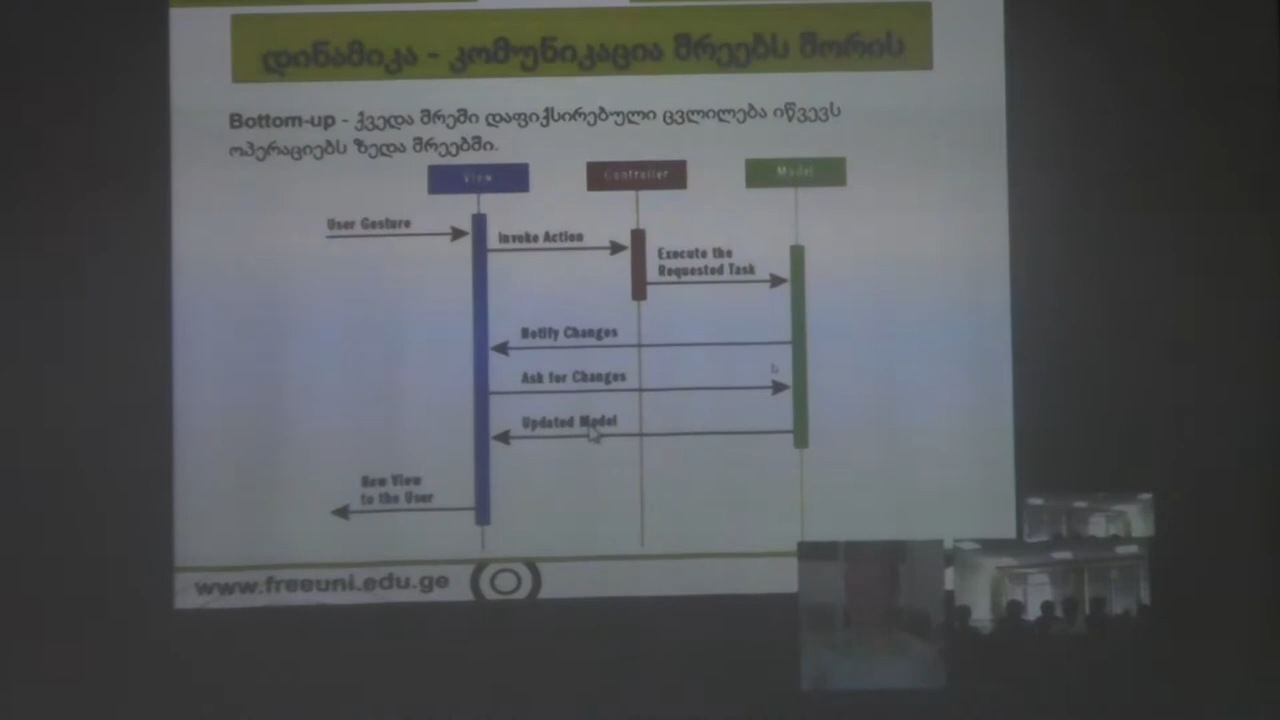 დინამიკა - კომუნიკაცია შრეებს შორის
Bottom-up - ქვედა შრეში დაფიქსირებული ცვლილება იწვევს
ოპერაციებს ზედა შრეებში.
View
Controller
Model
User Gesture
Invoke Action
Execute the
Requested Task
Notify Changes
Ask for Changes
Updated Model
New View
to the User
www.freeuni.edu.ge